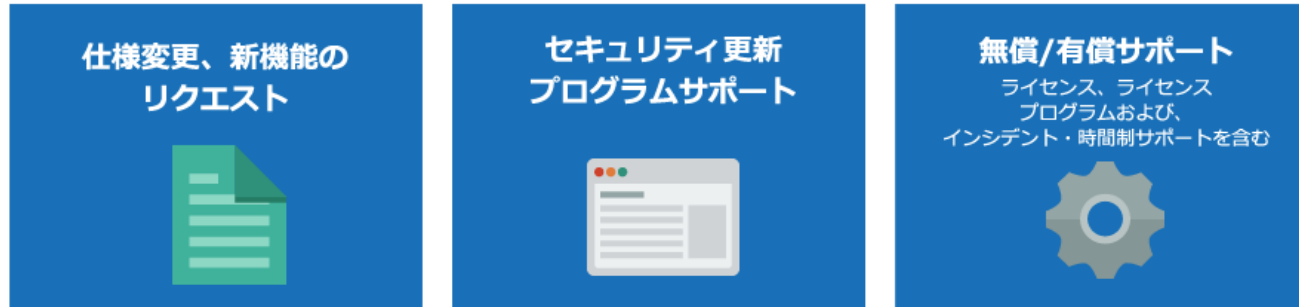 仕様変更、新機能の
リクエスト
セキュリティ更新
プログラムサポート
無償/有償サポート
ライセンス、ライセンス
プログラムおよび、
インシデント・時間制サポートを含む